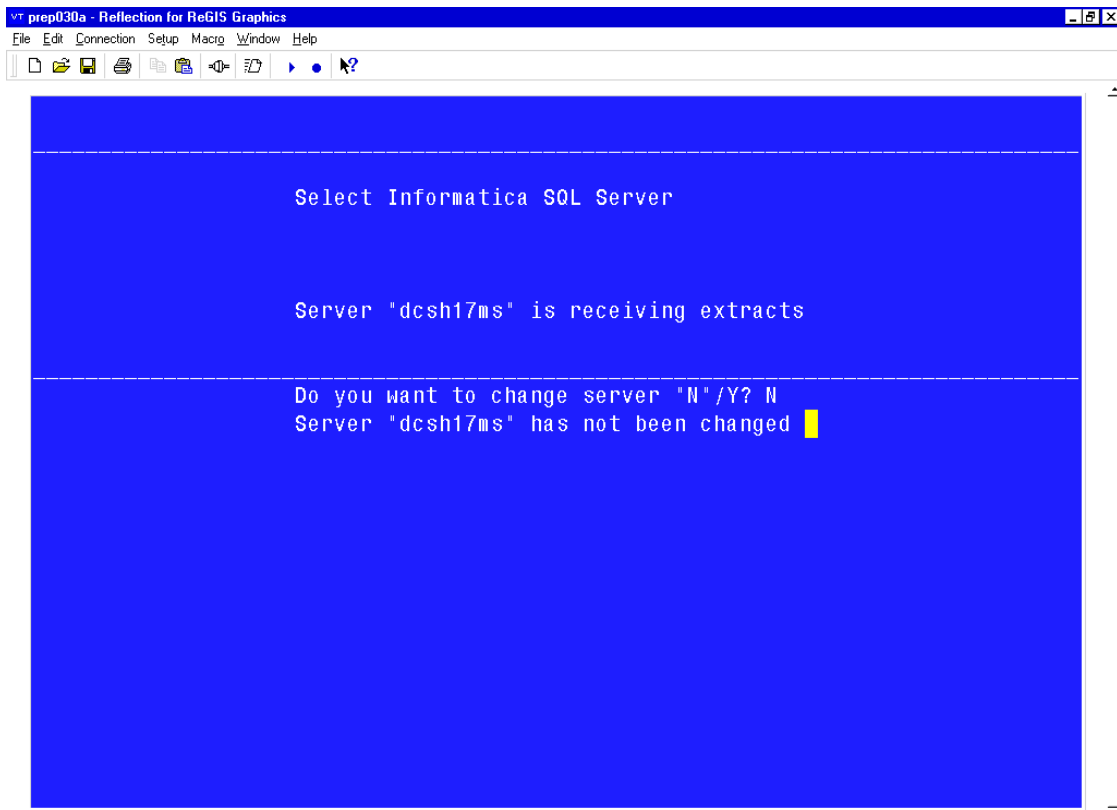 VT prep030a - Reflection for ReGIS Graphics
File Edit Connection Setup Macro Window Help
Select Informatica SQL Server
Server "dcsh17ms" is receiving extracts
Do you want to change server "N"/Y? N
Server "dcsh17ms" has not been changed